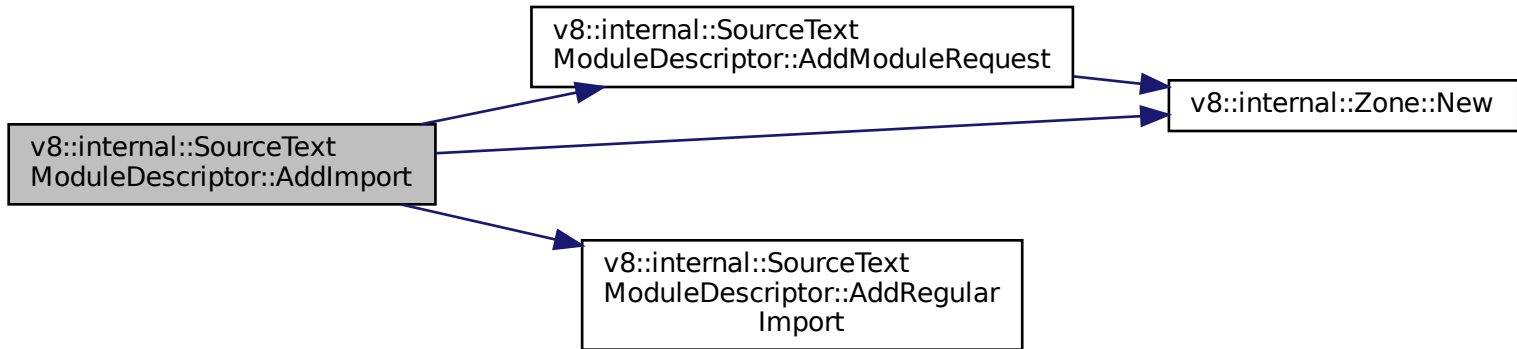 v8::internal::SourceText
ModuleDescriptor::AddModuleRequest
v8::internal::Zone::New
v8::internal::SourceText
ModuleDescriptor::AddImport
v8::internal::SourceText
ModuleDescriptor::AddRegular
Import